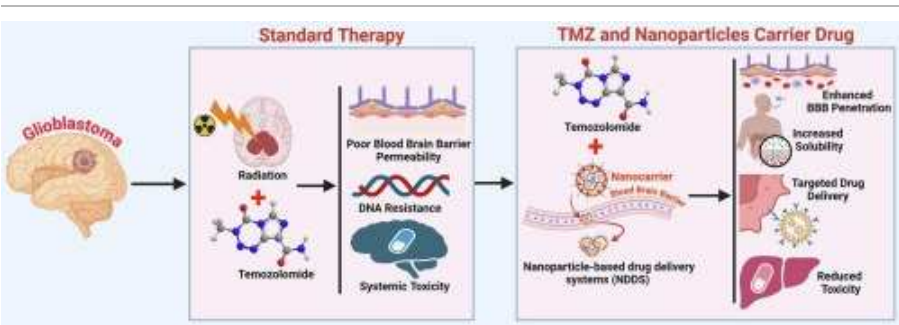 Standard Therapy
TMZ and Nanoparticles Carrier Drug
Glioblastoma
Radiation
+
Temozolomide
Poor Blood Brain Barrier
Permeability
DNA Resistance
Systemic Toxicity
Temozolomide
+
Nanocarrier
Blood Brain Barrier
Nanoparticle-based drug delivery
systems (NDDS)
Enhanced
BBB Penetration
Increased
Solubility
Targeted Drug
Delivery
Reduced
Toxicity